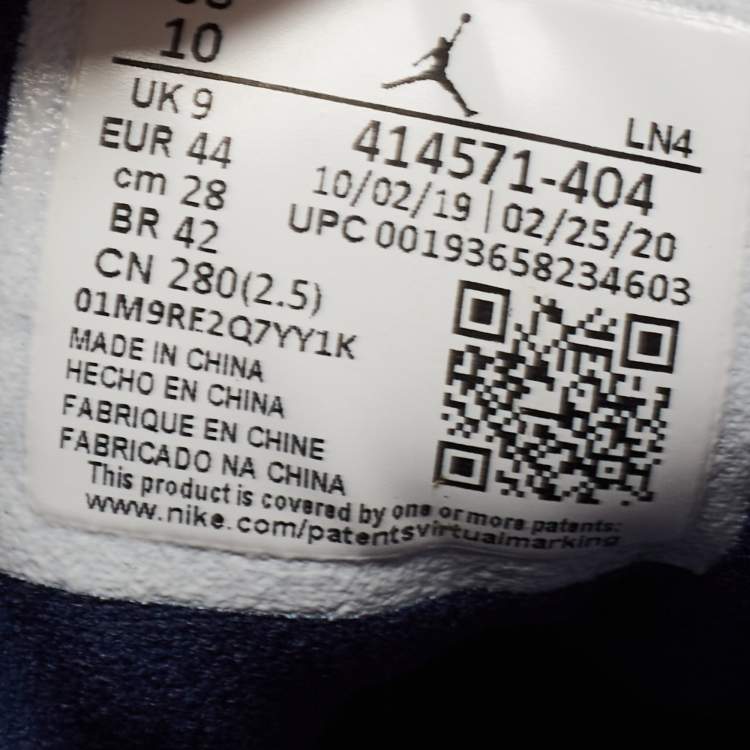 10
UK 9
EUR 44
cm 28
BR 42
CN 280(2.5)
LN4
414571-404
10/02/19 | 02/25/20
UPC 00193658234603
01M9RE2Q7YY1K
MADE IN CHINA
HECHO EN CHINA
FABRIQUE EN CHINE
FABRICADO NA CHINA
This product is covered by one or more patents:
www.nike.com/patentsvirtualmarking